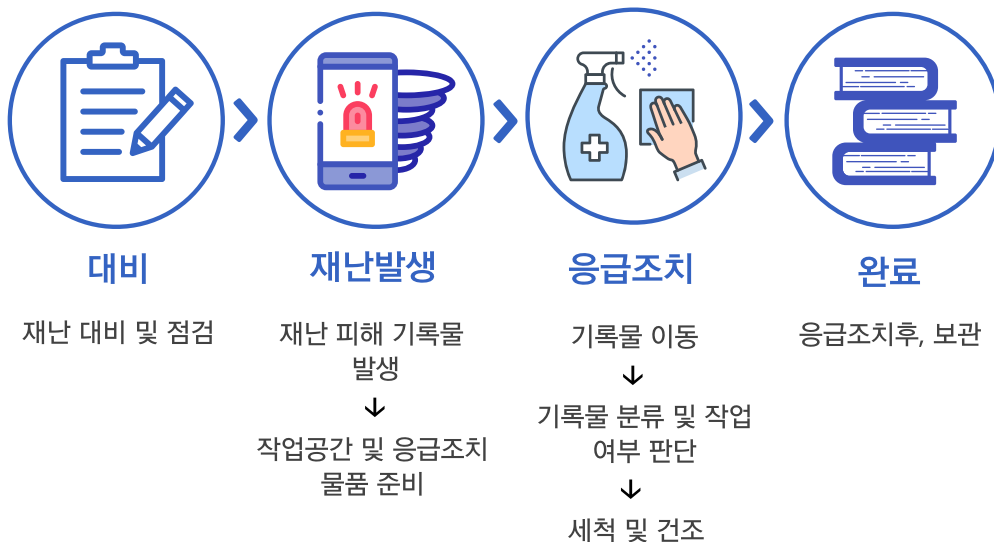 대비
재난 대비 및 점검
재난발생
재난 피해 기록물
발생
작업공간 및 응급조치
물품 준비
응급조치
기록물 이동
기록물 분류 및 작업
여부 판단
세척 및 건조
완료
응급조치후, 보관